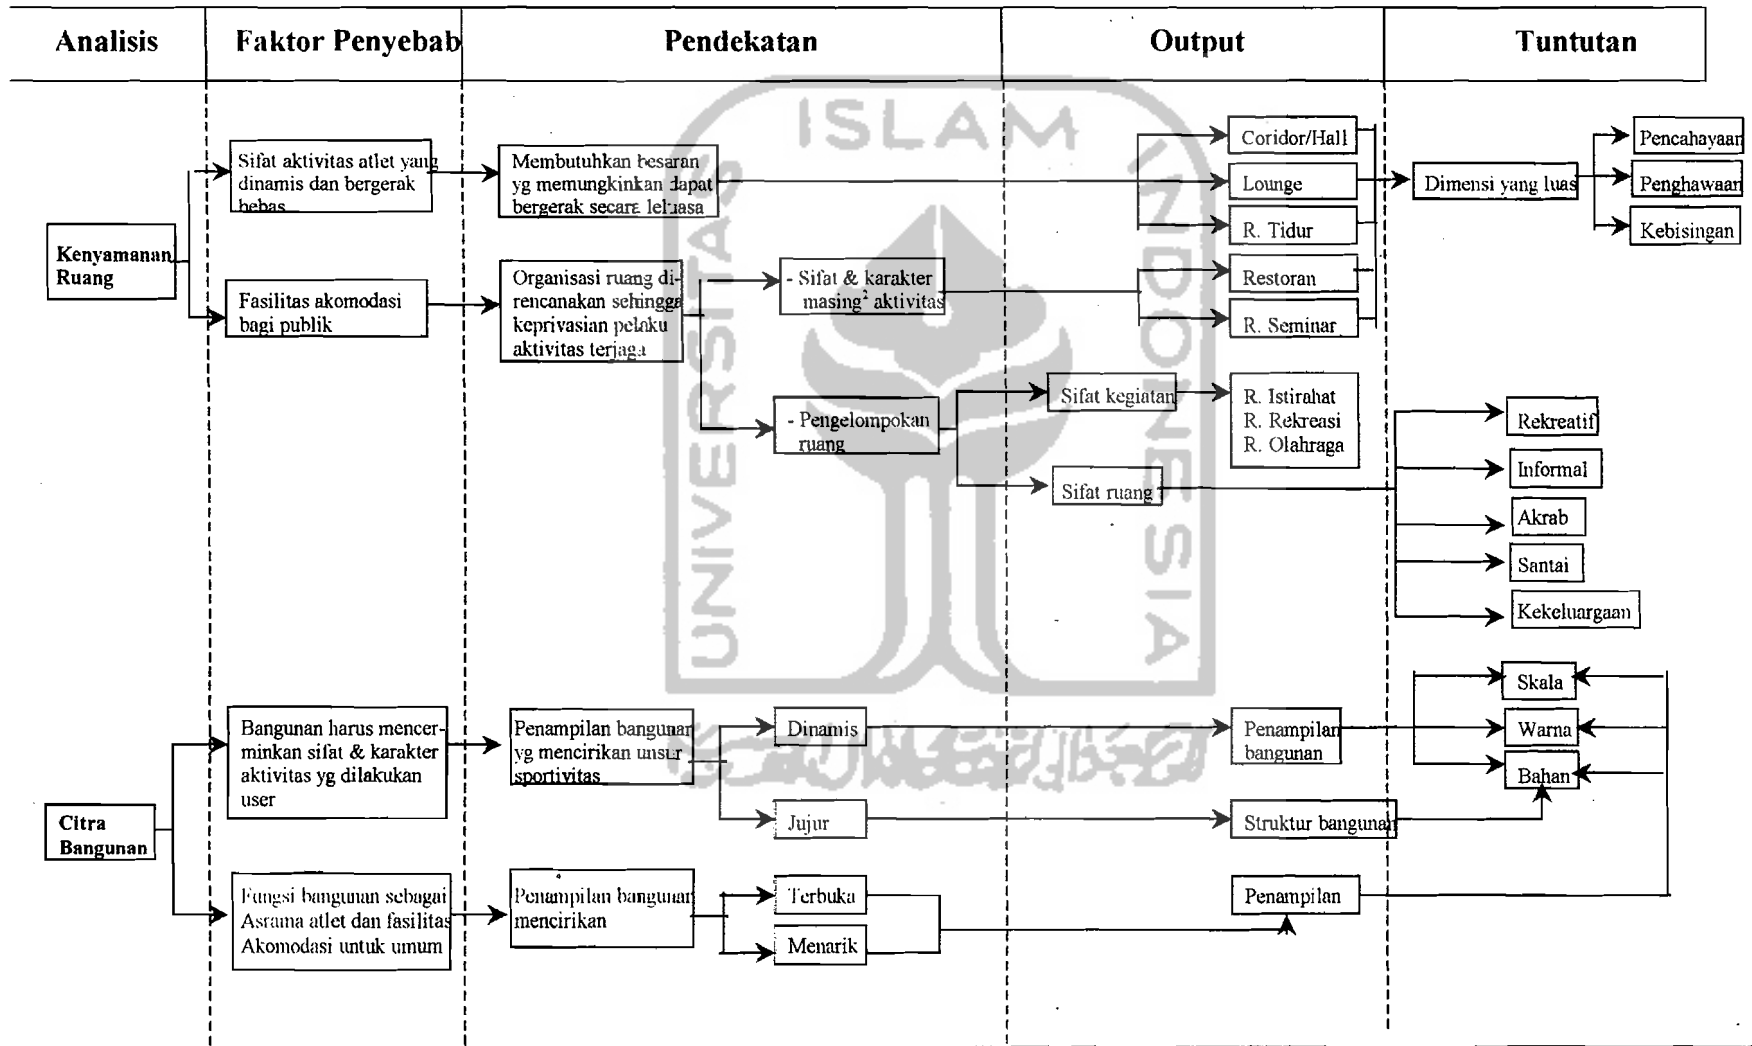 Analisis
Faktor Penyebab
Pendekatan
Output
Tuntutan
Kenyamanan
Ruang
Sifat aktivitas atlet yang
dinamis dan bergerak
bebas
Fasilitas akomodasi
bagi publik
Membutuhkan besaran
yg memungkinkan dapat
bergerak secara leluasa
Organisasi ruang di-
rencanakan sehingga
keprivasian pelaku
aktivitas terjaga
- Sifat & karakter
masing² aktivitas
- Pengelompokan
ruang
Coridor/Hall
Lounge
R. Tidur
Restoran
R. Seminar
Sifat kegiatan
R. Istirahat
R. Rekreasi
R. Olahraga
Sifat ruang
Dimensi yang luas
Pencahayaan
Penghawaan
Kebisingan
Rekreatif
Informal
Akrab
Santai
Kekeluargaan
Citra
Bangunan
Bangunan harus mencer-
minkan sifat & karakter
aktivitas yg dilakukan
user
Fungsi bangunan sebagai
Asrama atlet dan fasilitas
Akomodasi untuk umum
Penampilan bangunan
yg mencirikan unsur
sportivitas
Penampilan bangunan
mencirikan
Dinamis
Jujur
Terbuka
Menarik
Penampilan
bangunan
Struktur bangunan
Penampilan
Skala
Warna
Bahan
UNIVERSITAS
ISLAM
INDONESIA